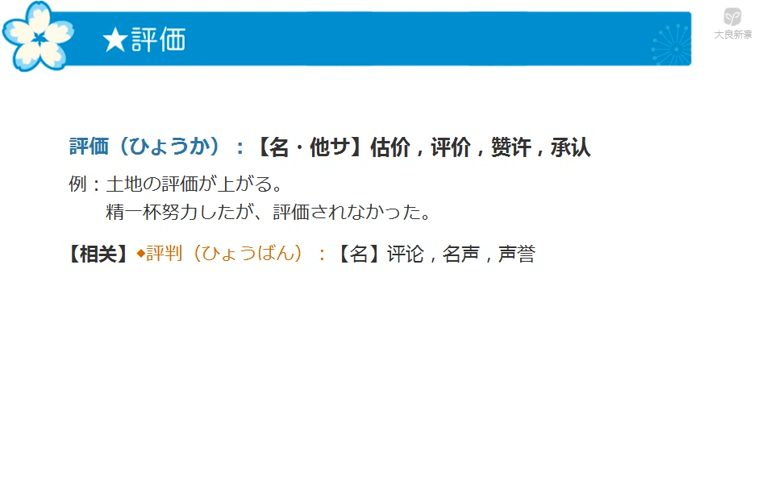 ★評価
大良新素
評価（ひょうか）：【名・他サ】估价，评价，赞许，承认
例：土地の評価が上がる。
精一杯努力したが、評価されなかった。
【相关】◆評判（ひょうばん）：【名】评论，名声，声誉